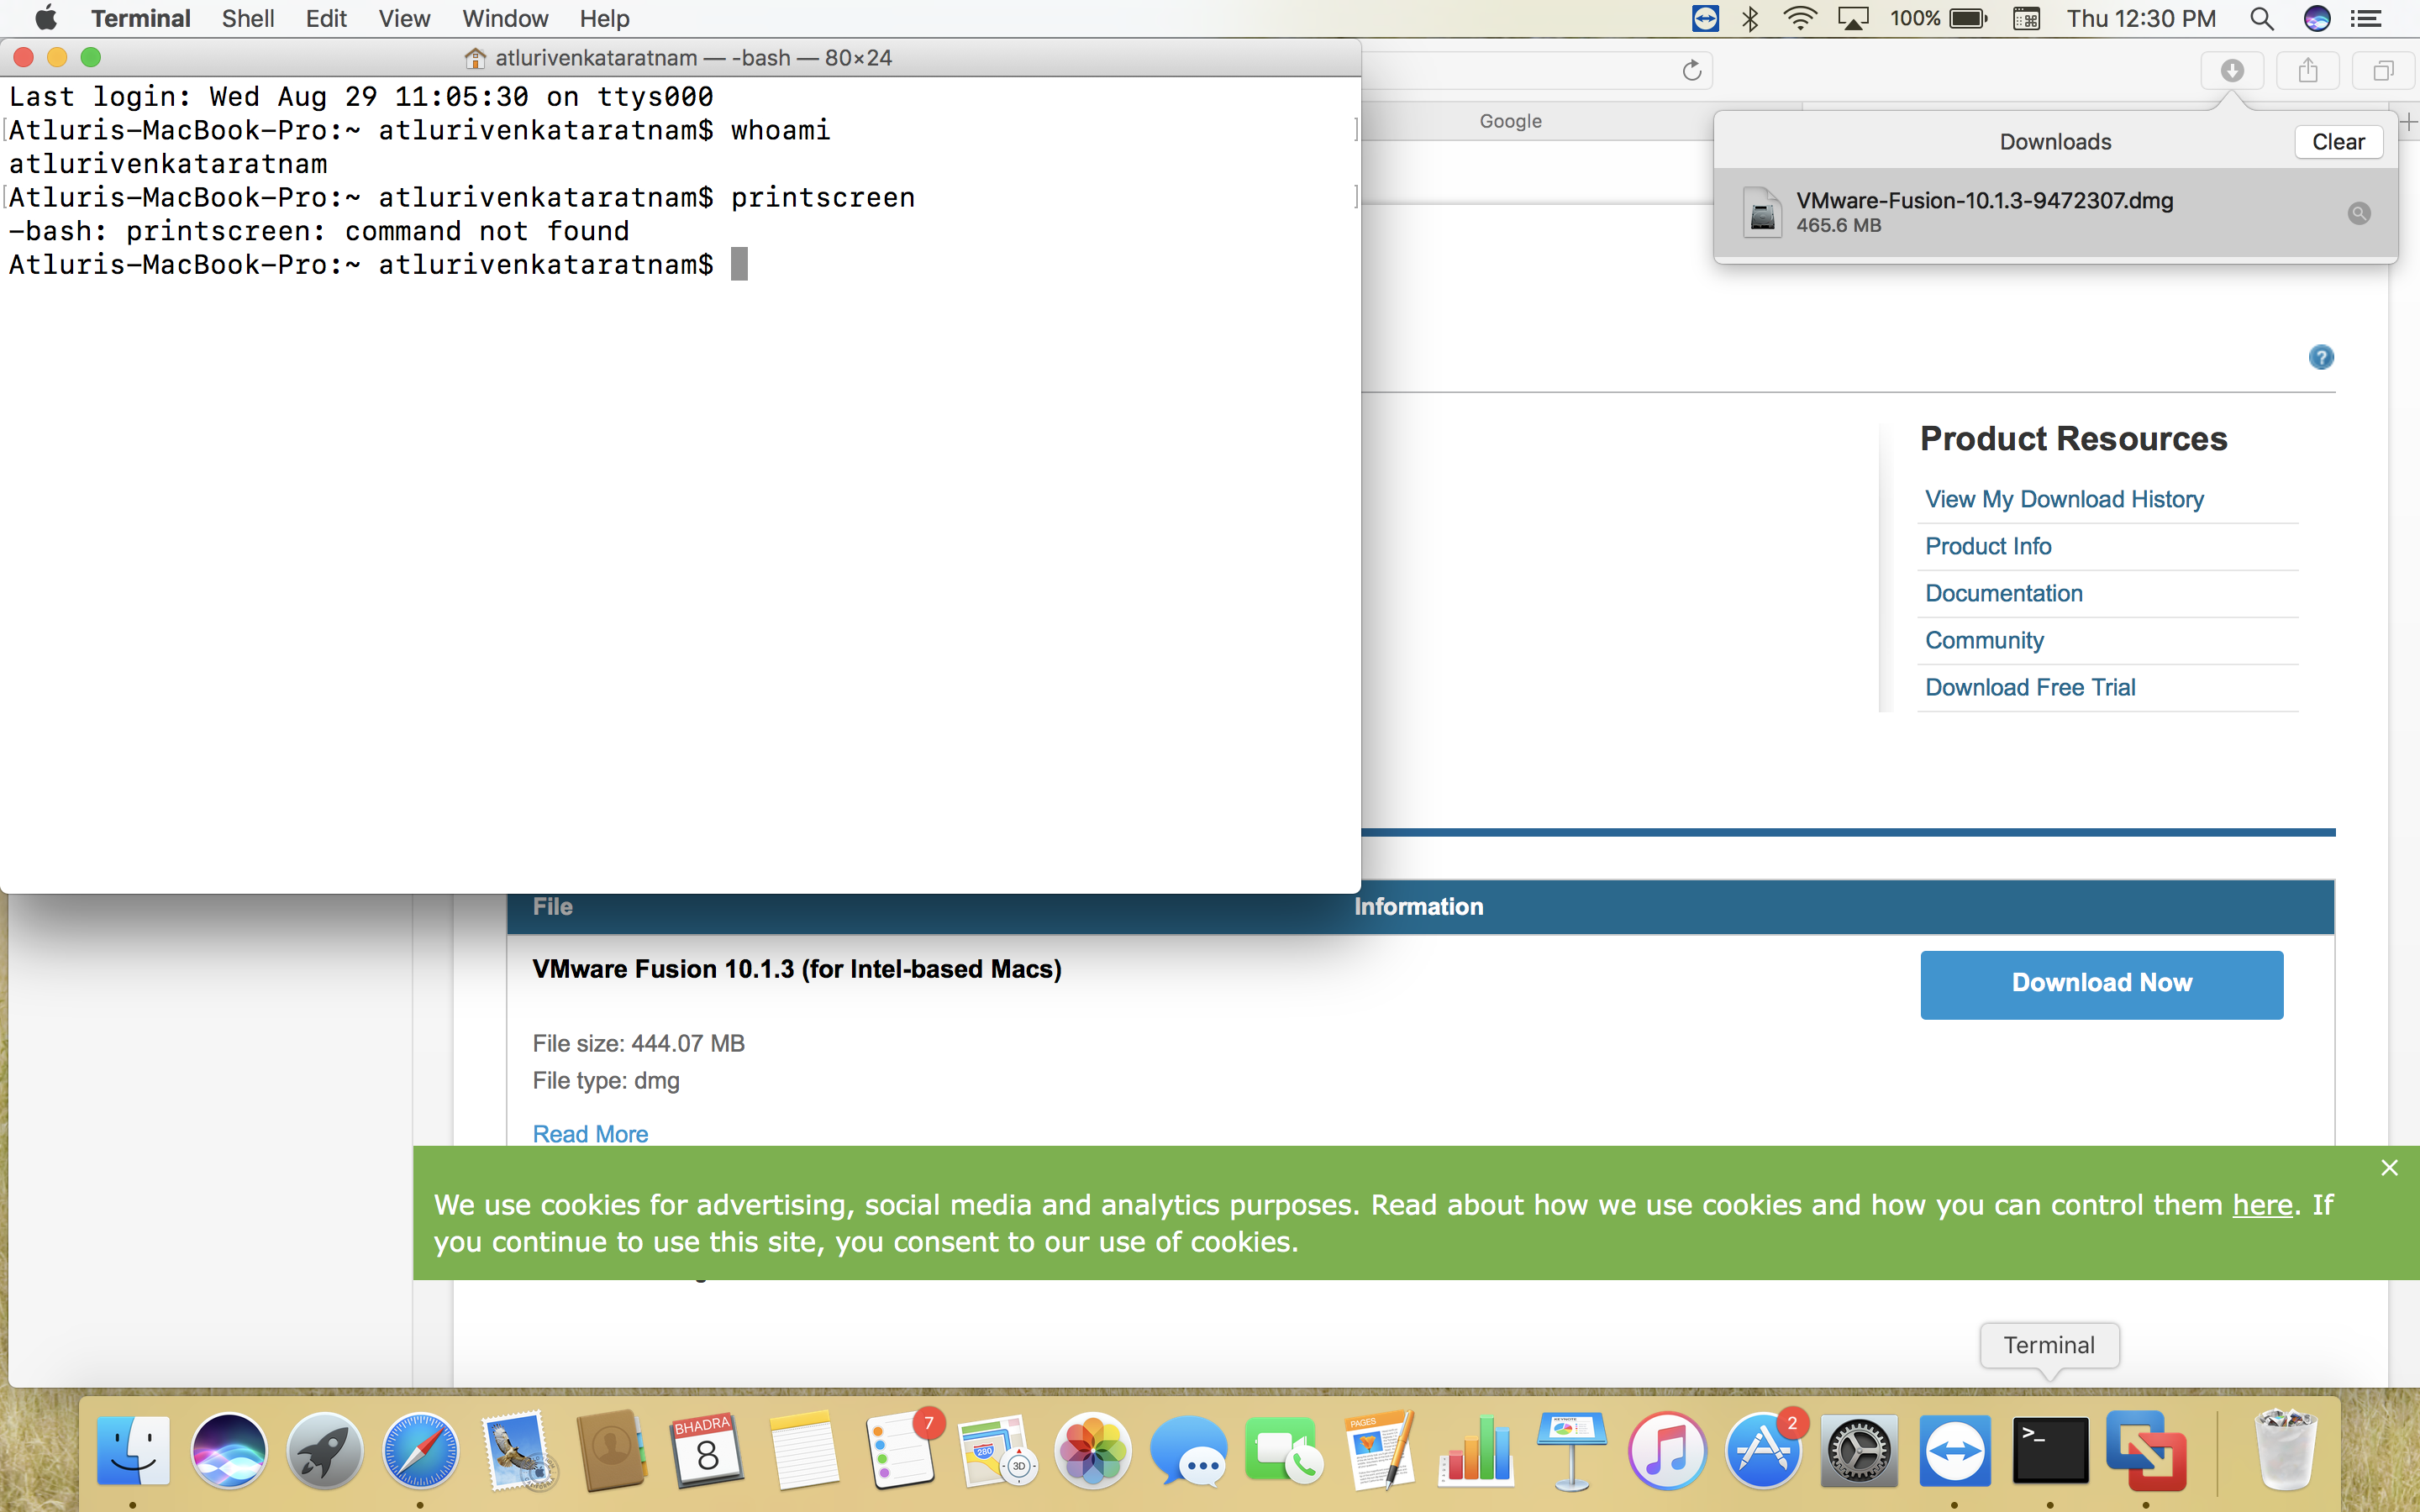 Terminal Shell Edit View Window Help 100% Thu 12:30 PM
atlurivenkataratnam — -bash — 80×24
Last login: Wed Aug 29 11:05:30 on ttys000
[Atluris-MacBook-Pro:~ atlurivenkataratnam$ whoami ]
atlurivenkataratnam
[Atluris-MacBook-Pro:~ atlurivenkataratnam$ printscreen ]
-bash: printscreen: command not found
Atluris-MacBook-Pro:~ atlurivenkataratnam$
Google
Downloads Clear
VMware-Fusion-10.1.3-9472307.dmg
465.6 MB
?
Product Resources
View My Download History
Product Info
Documentation
Community
Download Free Trial
File Information
VMware Fusion 10.1.3 (for Intel-based Macs)
Download Now
File size: 444.07 MB
File type: dmg
Read More
We use cookies for advertising, social media and analytics purposes. Read about how we use cookies and how you can control them here. If
you continue to use this site, you consent to our use of cookies.
Terminal
BHADRA
8
7
280
3D
PAGES
KEYNOTE
2
>_